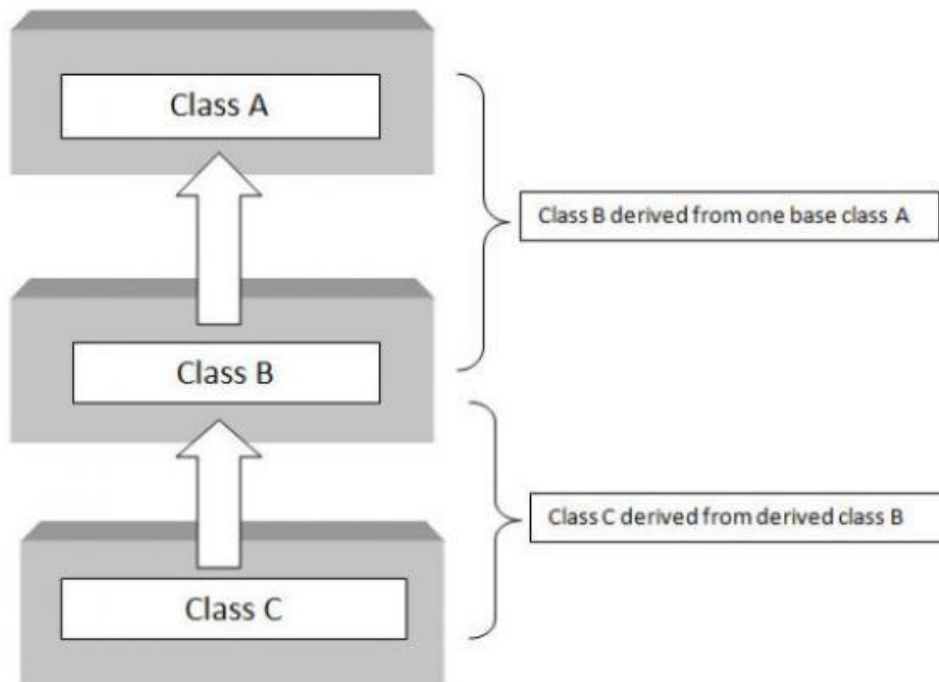 Class A
Class B derived from one base class A
Class B
Class C derived from derived class B
Class C